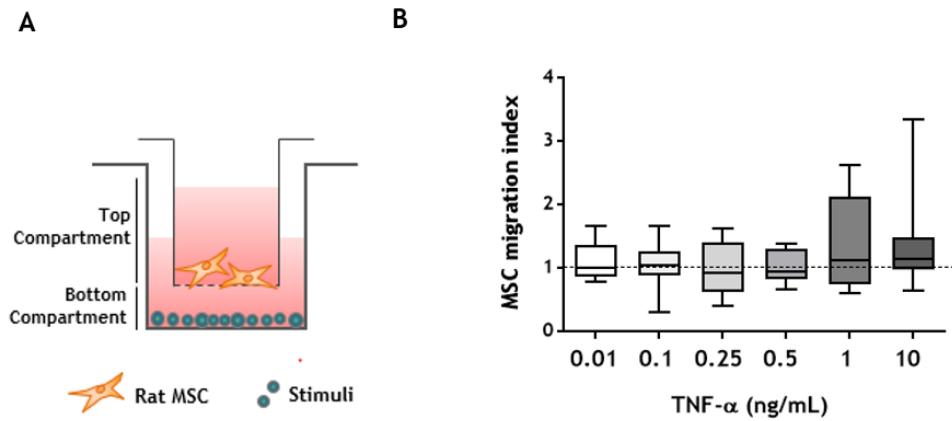 A
B
Top
Compartment
Bottom
Compartment
Rat MSC
Stimuli
MSC migration index
4
3
2
1
0
0.01 0.1 0.25 0.5 1 10
TNF-α (ng/mL)